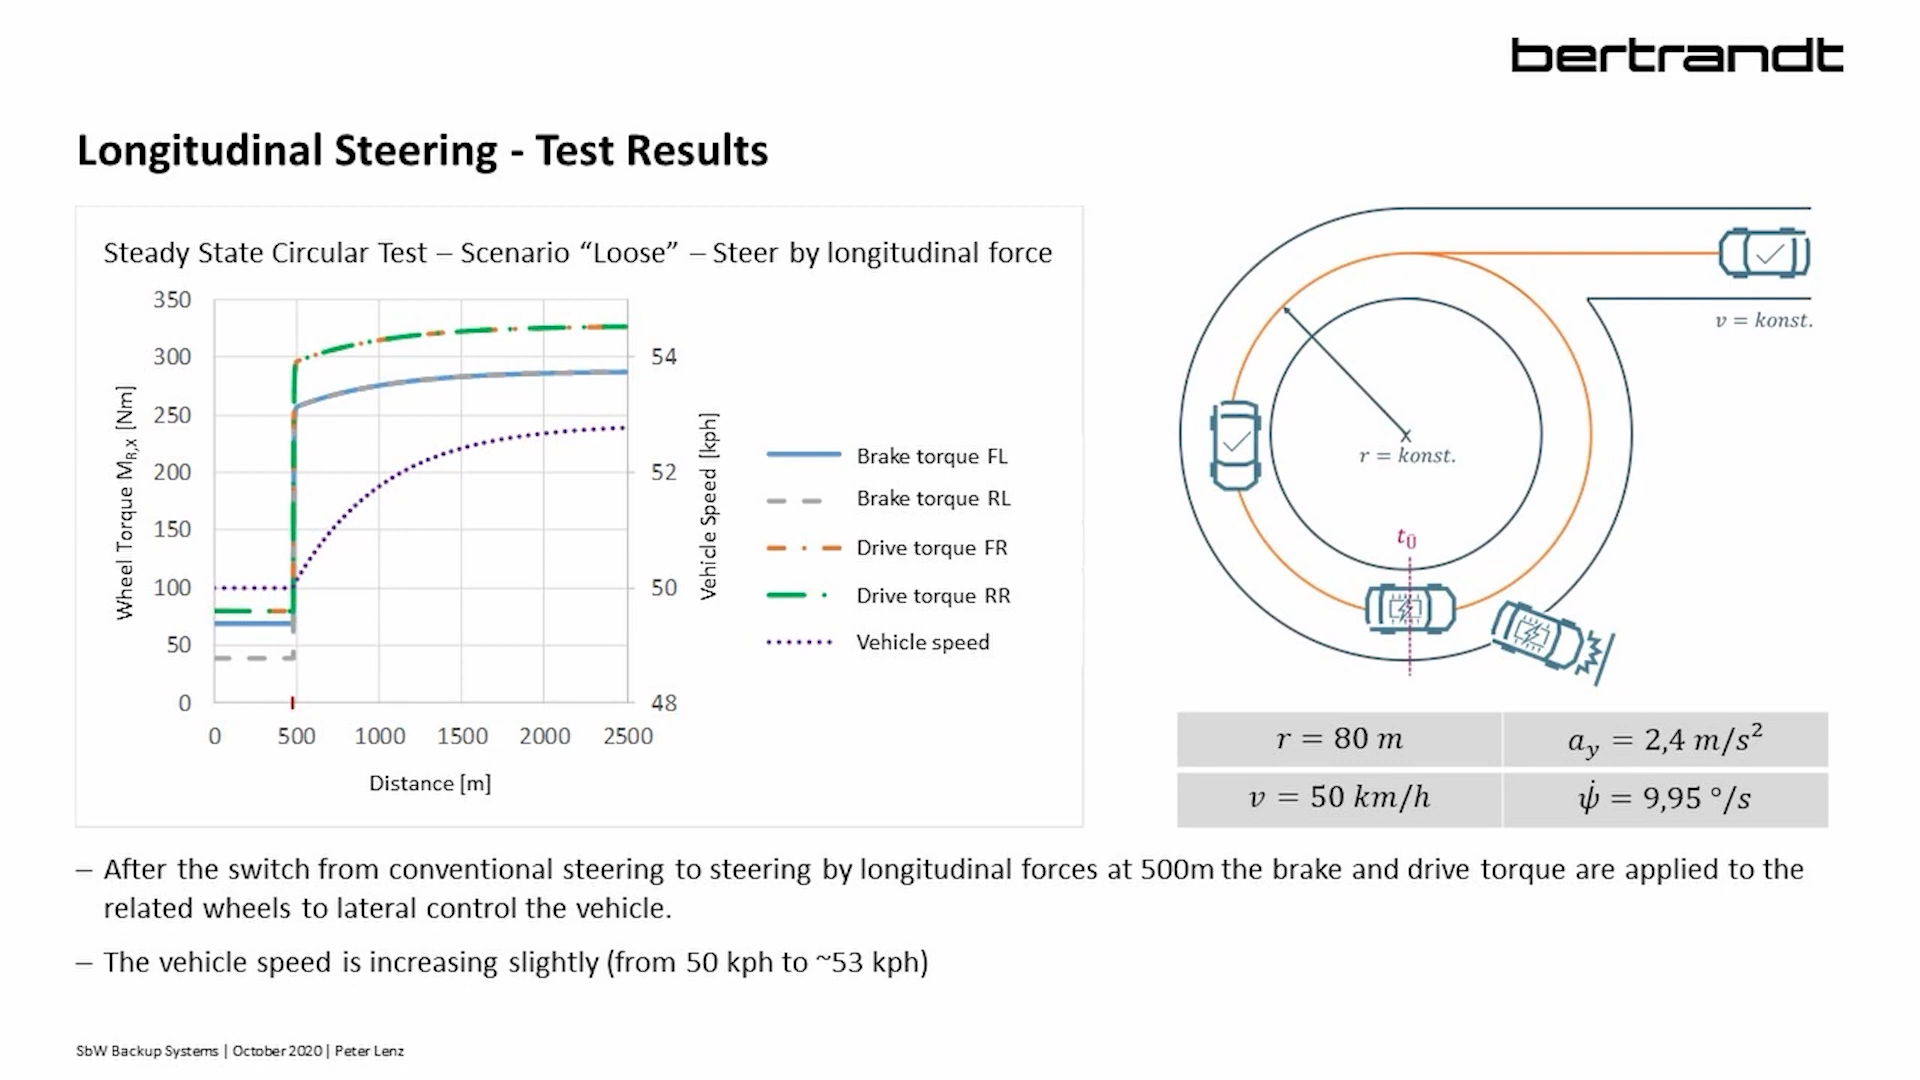 bertrandt
Longitudinal Steering - Test Results
Steady State Circular Test – Scenario “Loose” – Steer by longitudinal force
350
300
250
200
150
100
50
0
Wheel Torque M_R,X [Nm]
54
52
50
48
Vehicle Speed [kph]
0 500 1000 1500 2000 2500
Distance [m]
Brake torque FL
Brake torque RL
Drive torque FR
Drive torque RR
Vehicle speed
v = konst.
r = konst.
t_Ü
r = 80 m a_y = 2,4 m/s²
v = 50 km/h ψ̇ = 9,95 °/s
– After the switch from conventional steering to steering by longitudinal forces at 500m the brake and drive torque are applied to the
related wheels to lateral control the vehicle.
– The vehicle speed is increasing slightly (from 50 kph to ~53 kph)
SbW Backup Systems | October 2020 | Peter Lenz